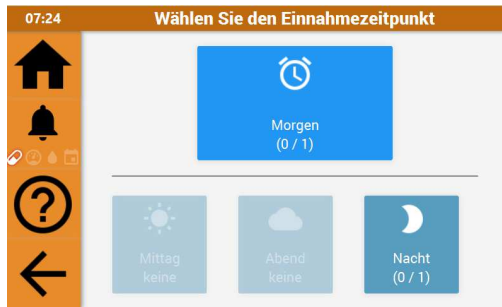 07:24
Wählen Sie den Einnahmezeitpunkt
Morgen
(0 / 1)
Mittag
keine
Abend
keine
Nacht
(0 / 1)
?